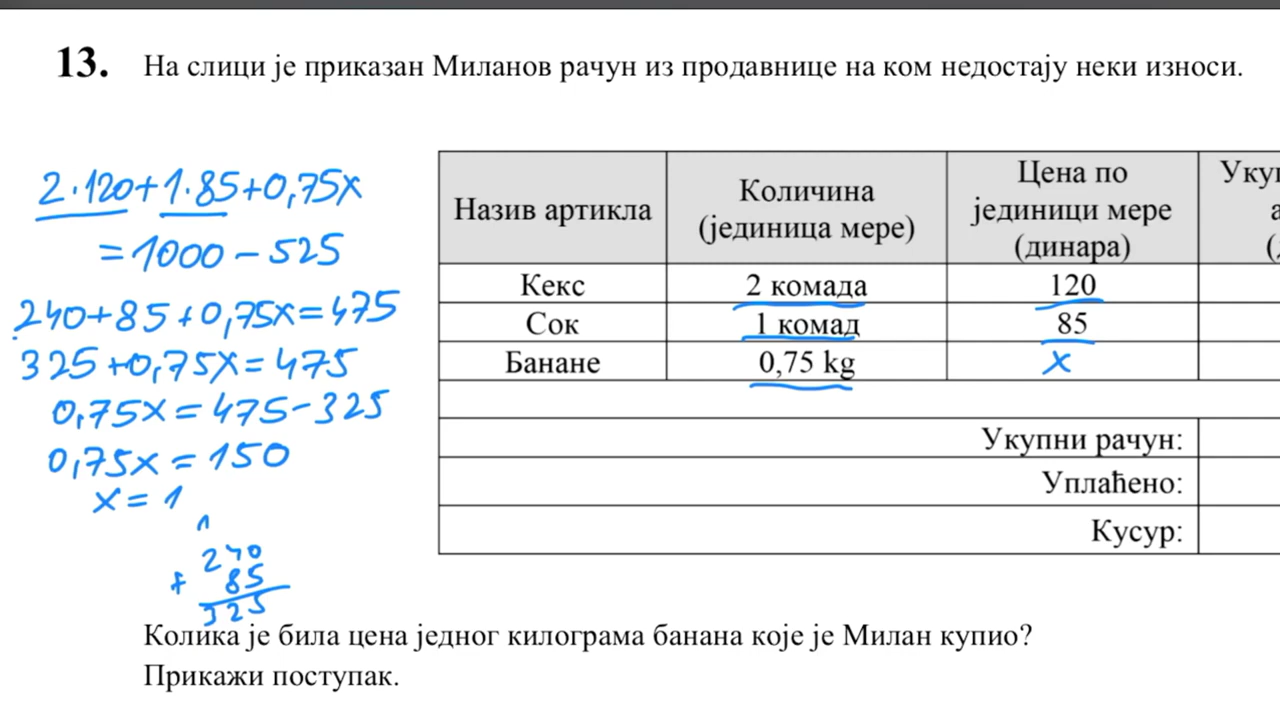 13. На слици је приказан Миланов рачун из продавнице на ком недостају неки износи.
2·120+1·85+0,75x
=1000-525
240+85+0,75x=475
325+0,75x=475
0,75x=475-325
0,75x=150
x=1
1
240
+ 85
325
Назив артикла Количина (јединица мере) Цена по јединици мере (динара)
Кекс 2 комада 120
Сок 1 комад 85
Банане 0,75 kg x
Укупни рачун:
Уплаћено:
Кусур:
Колика је била цена једног килограма банана које је Милан купио?
Прикажи поступак.